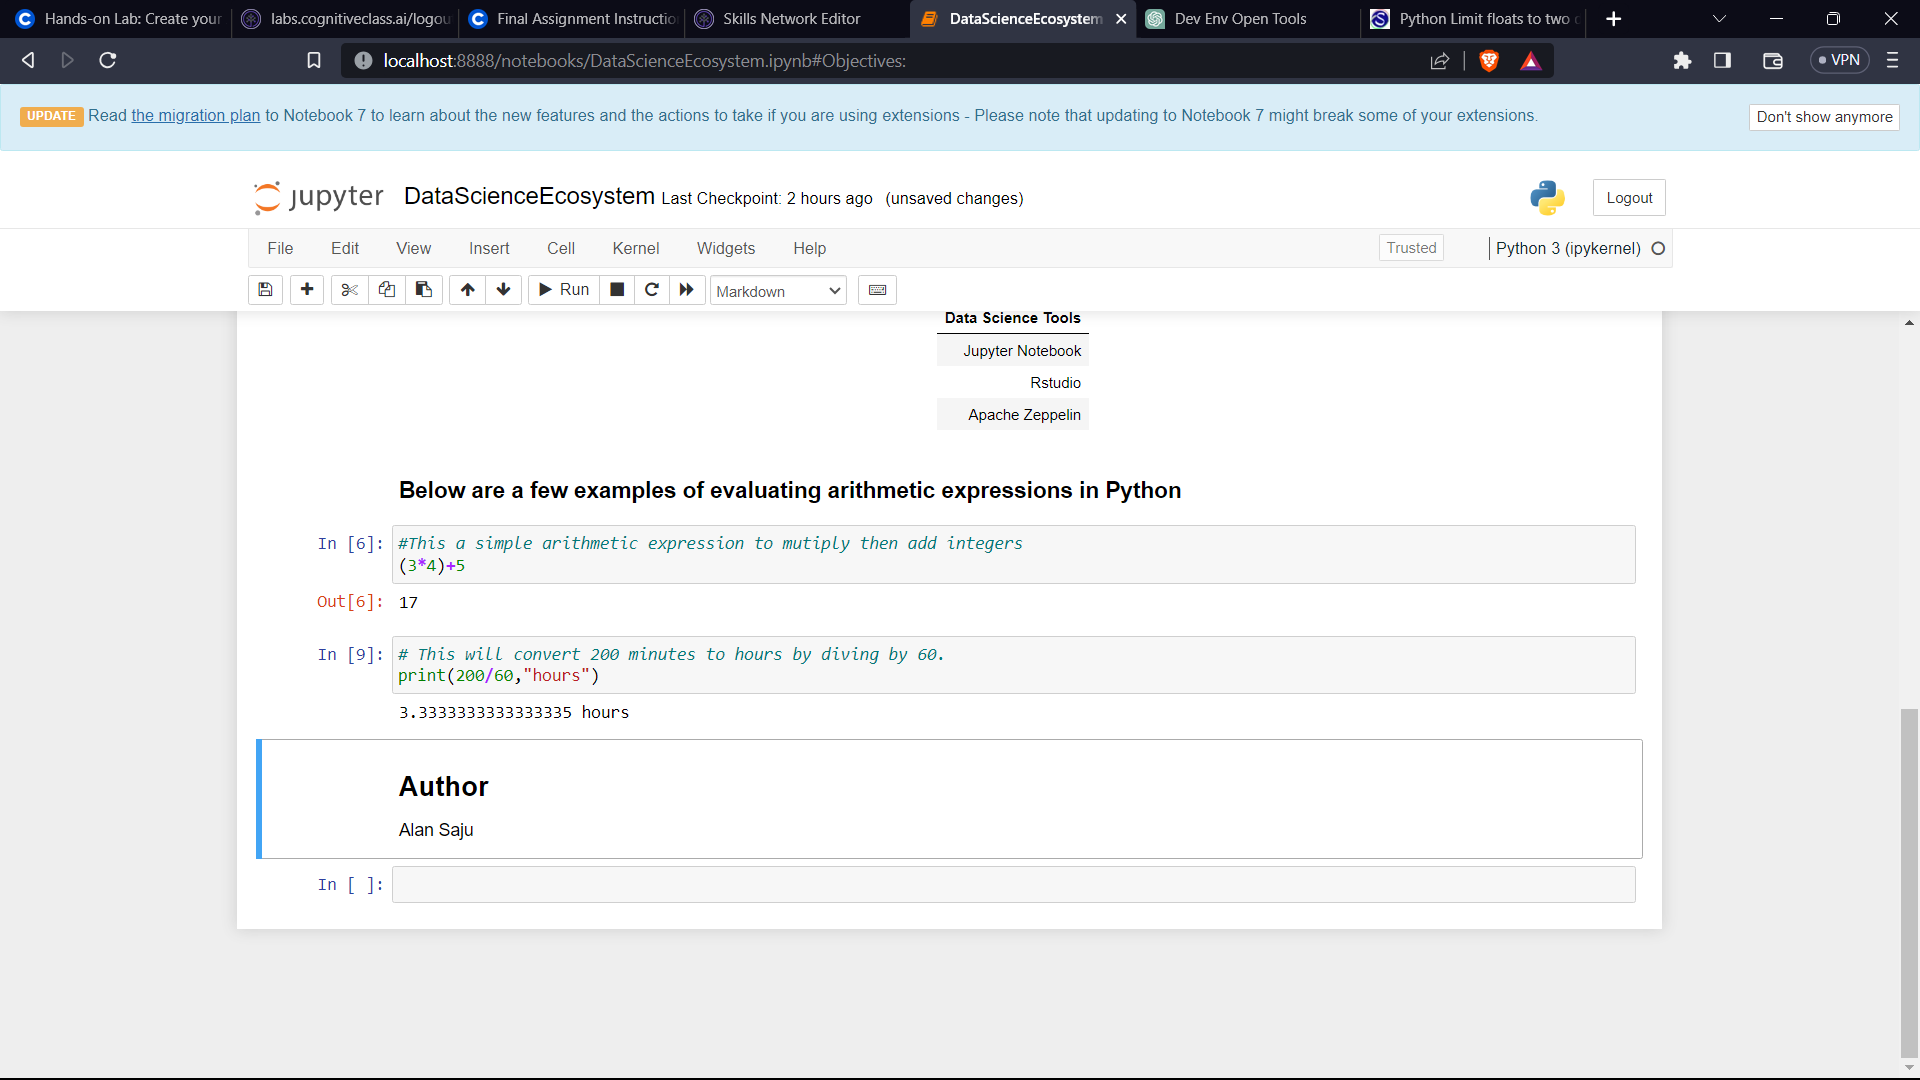 Hands-on Lab: Create your
labs.cognitiveclass.ai/logou
Final Assignment Instructio
Skills Network Editor
DataScienceEcosystem
Dev Env Open Tools
Python Limit floats to two
localhost:8888/notebooks/DataScienceEcosystem.ipynb#Objectives:
VPN
UPDATE Read the migration plan to Notebook 7 to learn about the new features and the actions to take if you are using extensions - Please note that updating to Notebook 7 might break some of your extensions.
Don't show anymore
jupyter DataScienceEcosystem Last Checkpoint: 2 hours ago (unsaved changes)
Logout
File Edit View Insert Cell Kernel Widgets Help
Trusted
Python 3 (ipykernel)
Run
Markdown
Data Science Tools
Jupyter Notebook
Rstudio
Apache Zeppelin
Below are a few examples of evaluating arithmetic expressions in Python
In [6]: #This a simple arithmetic expression to mutiply then add integers
(3*4)+5
Out[6]: 17
In [9]: # This will convert 200 minutes to hours by diving by 60.
print(200/60,"hours")
3.3333333333333335 hours
Author
Alan Saju
In [ ]: